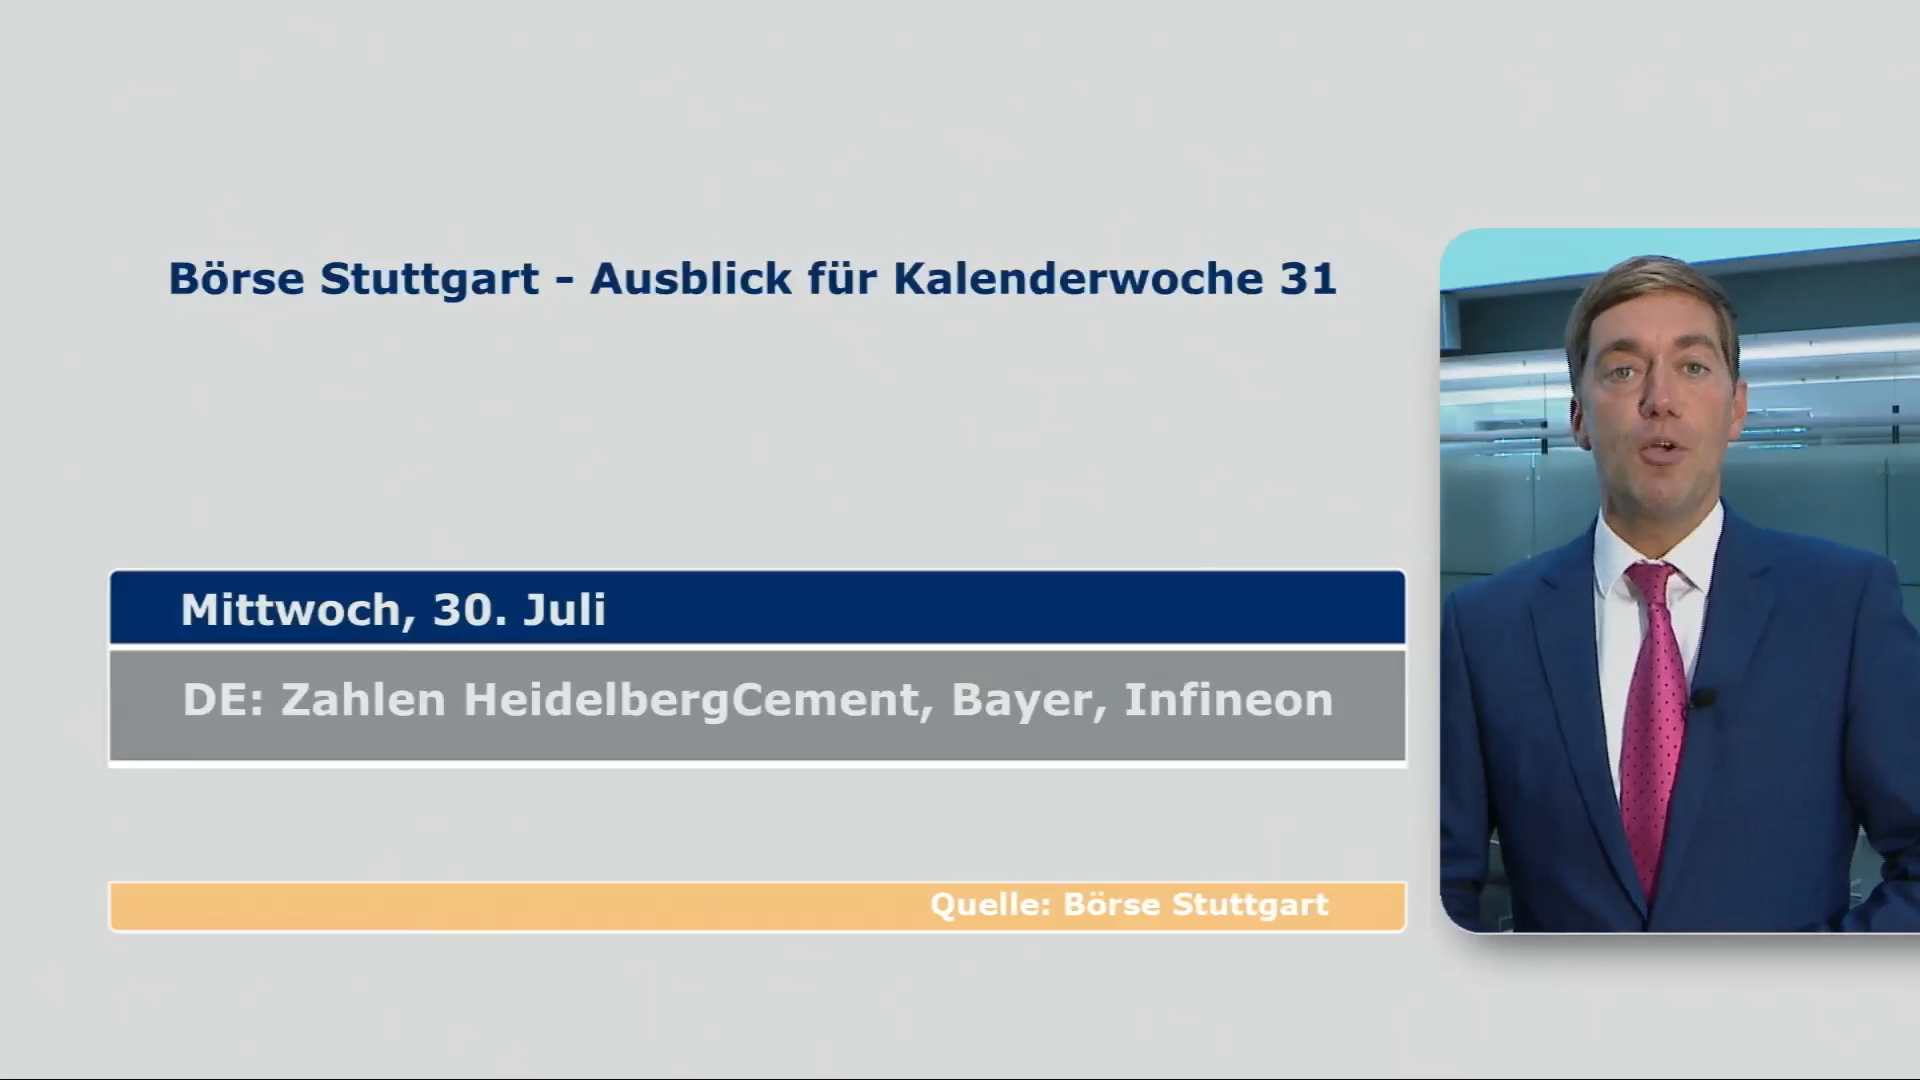 Börse Stuttgart - Ausblick für Kalenderwoche 31
Mittwoch, 30. Juli
DE: Zahlen HeidelbergCement, Bayer, Infineon
Quelle: Börse Stuttgart